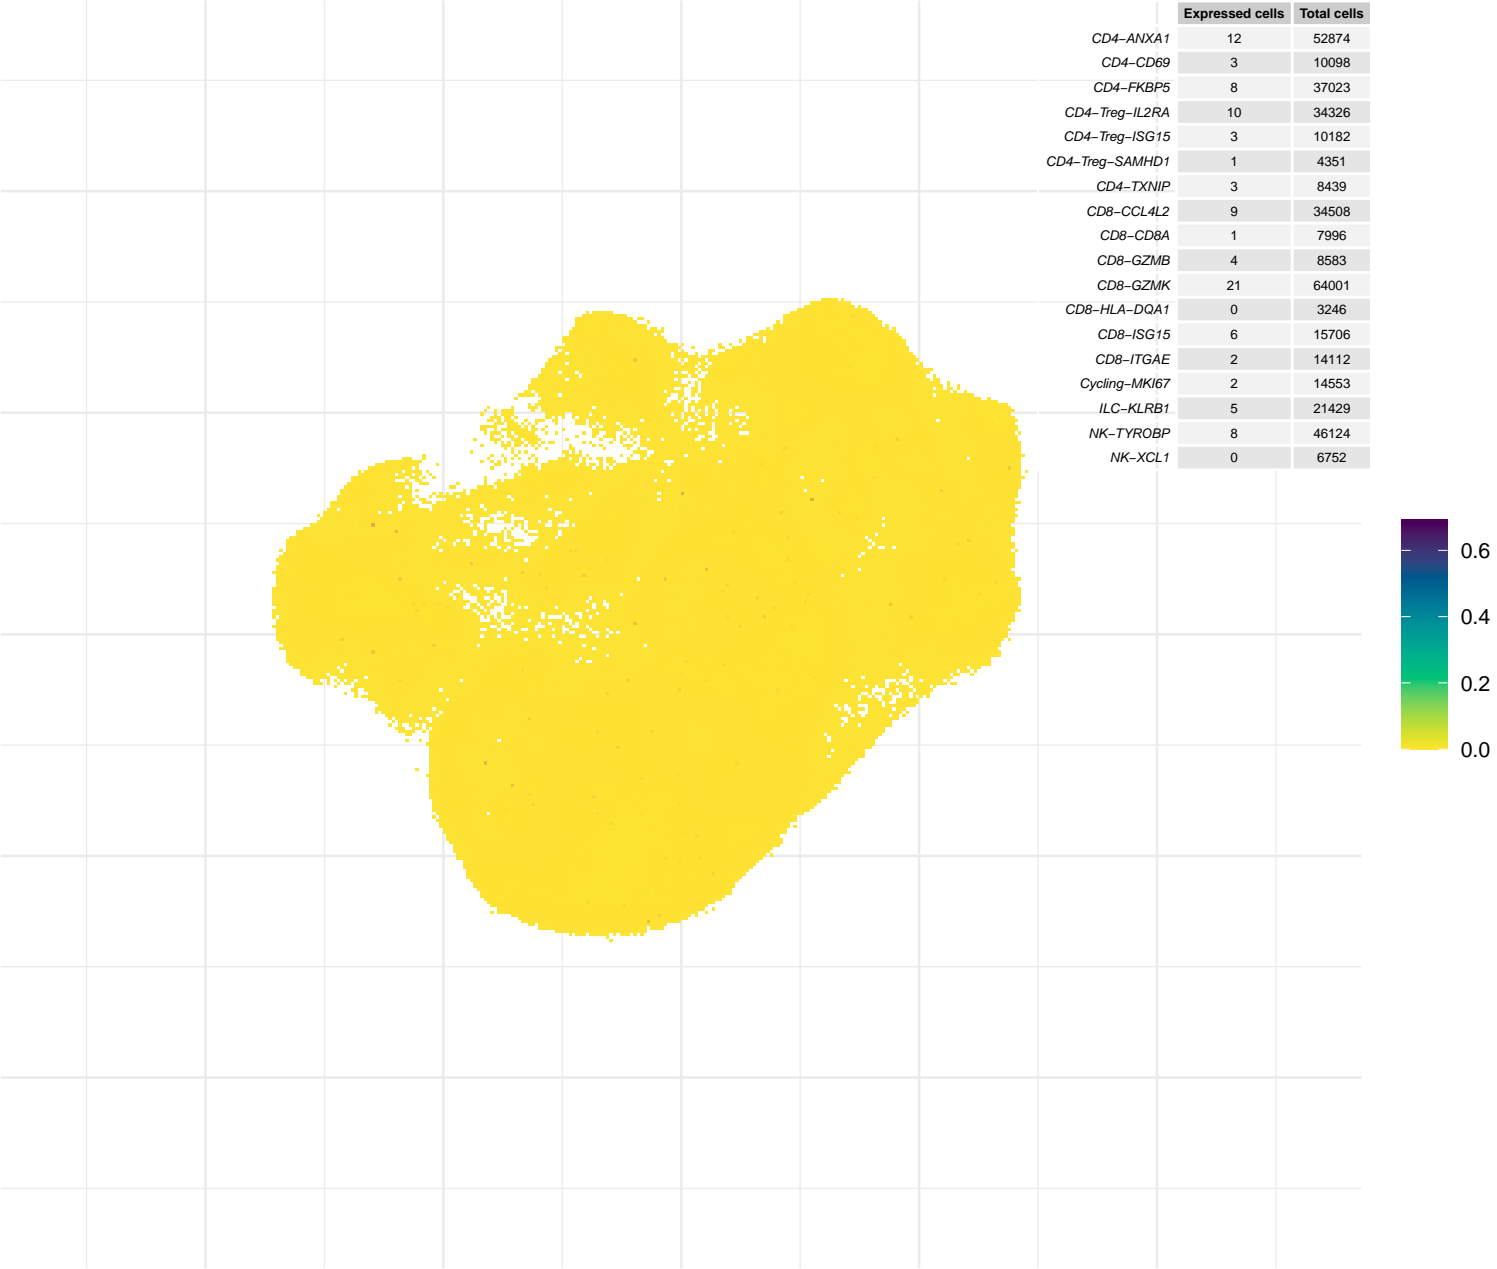 Expressed cells Total cells
CD4−ANXA1 12 52874
CD4−CD69 3 10098
CD4−FKBP5 8 37023
CD4−Treg−IL2RA 10 34326
CD4−Treg−ISG15 3 10182
CD4−Treg−SAMHD1 1 4351
CD4−TXNIP 3 8439
CD8−CCL4L2 9 34508
CD8−CD8A 1 7996
CD8−GZMB 4 8583
CD8−GZMK 21 64001
CD8−HLA−DQA1 0 3246
CD8−ISG15 6 15706
CD8−ITGAE 2 14112
Cycling−MKI67 2 14553
ILC−KLRB1 5 21429
NK−TYROBP 8 46124
NK−XCL1 0 6752
0.6
0.4
0.2
0.0